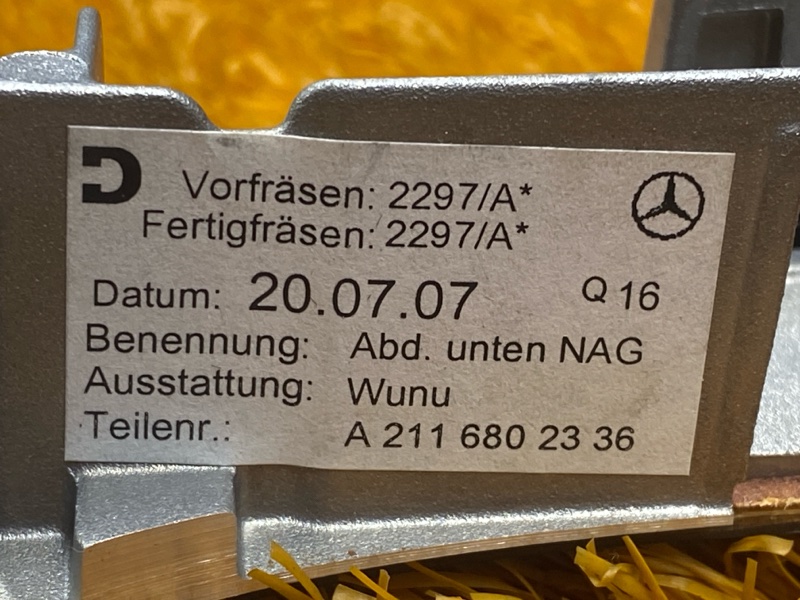 D
Vorfräsen: 2297/A*
Fertigfräsen: 2297/A*
Datum: 20.07.07 Q 16
Benennung: Abd. unten NAG
Ausstattung: Wunu
Teilenr.: A 211 680 23 36